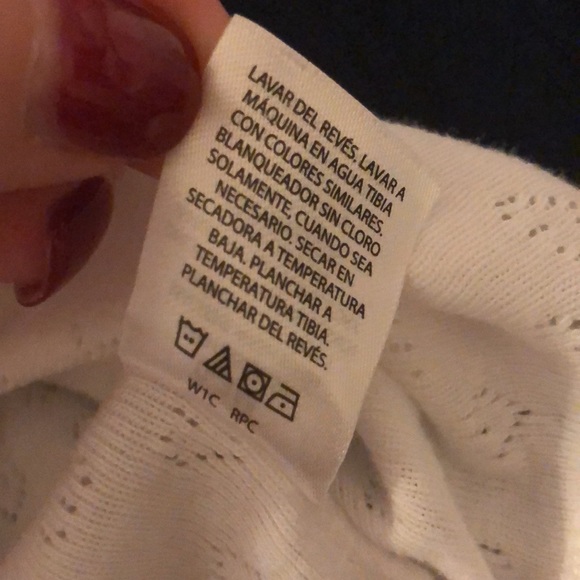 LAVAR DEL REVÉS, LAVAR A
MÁQUINA EN AGUA TIBIA
CON COLORES SIMILARES.
BLANQUEADOR SIN CLORO
SOLAMENTE, CUANDO SEA
NECESARIO. SECAR EN
SECADORA A TEMPERATURA
BAJA. PLANCHAR A
TEMPERATURA TIBIA.
PLANCHAR DEL REVÉS.
W1C RPC